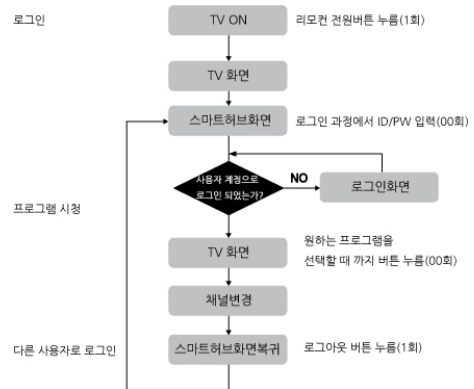 로그인
TV ON
리모컨 전원버튼 누름(1회)
TV 화면
스마트허브화면
로그인 과정에서 ID/PW 입력(00회)
사용자 계정으로
로그인 되었는가?
NO
로그인화면
프로그램 시청
TV 화면
원하는 프로그램을
선택할 때 까지 버튼 누름(00회)
채널변경
다른 사용자로 로그인
스마트허브화면복귀
로그아웃 버튼 누름(1회)